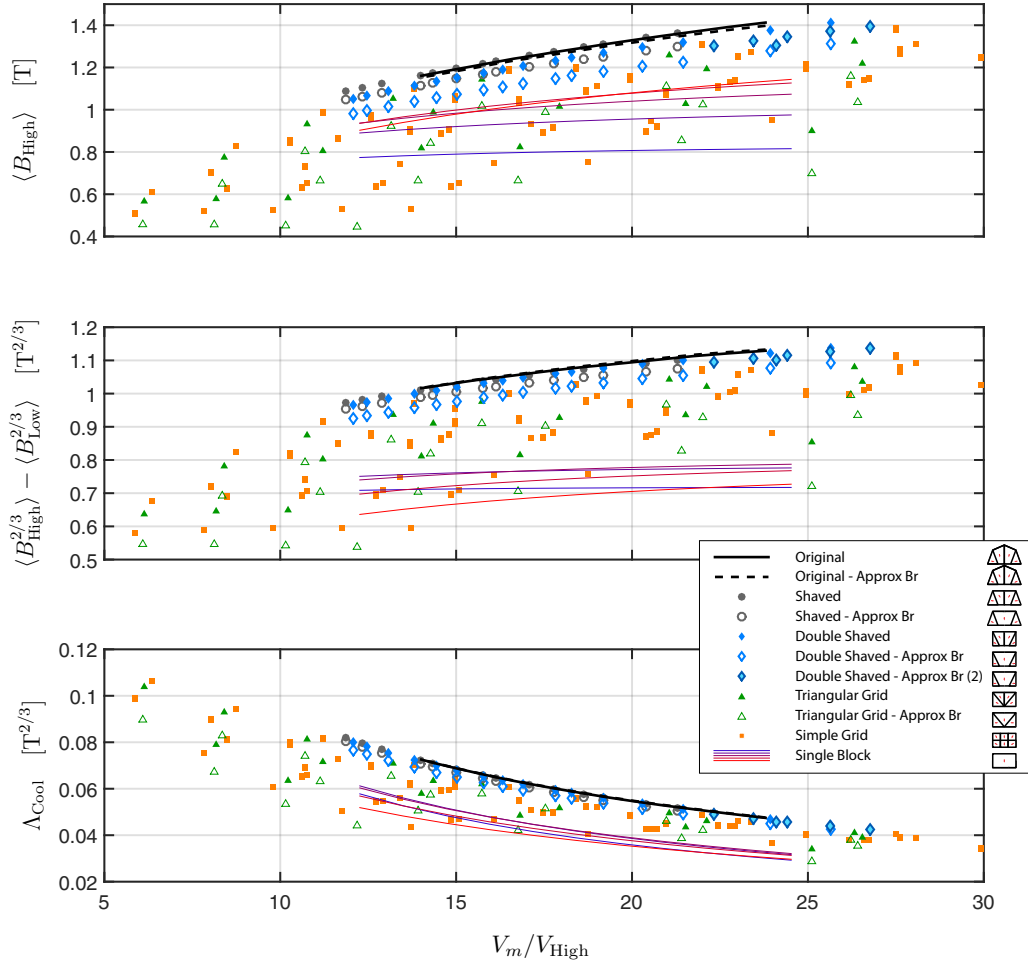 1.4
1.2
1
0.8
0.6
0.4
⟨B_High⟩ [T]
1.2
1.1
1
0.9
0.8
0.7
0.6
0.5
⟨B_High^{2/3}⟩ − ⟨B_Low^{2/3}⟩ [T^{2/3}]
Original
Original - Approx Br
Shaved
Shaved - Approx Br
Double Shaved
Double Shaved - Approx Br
Double Shaved - Approx Br (2)
Triangular Grid
Triangular Grid - Approx Br
Simple Grid
Single Block
0.12
0.1
0.08
0.06
0.04
0.02
Λ_Cool [T^{2/3}]
5 10 15 20 25 30
V_m/V_High